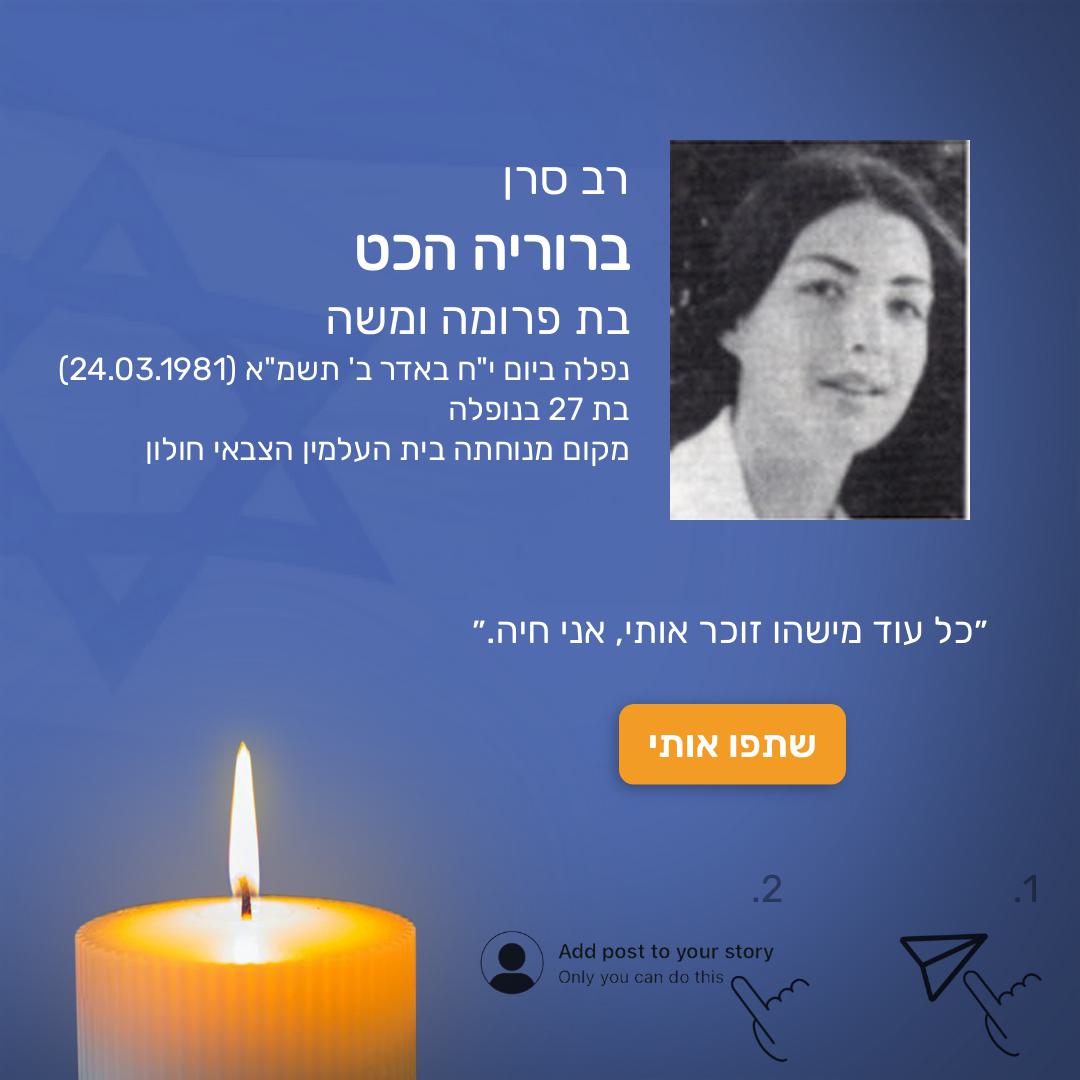 רב סרן
ברוריה הכט
בת פרומה ומשה
נפלה ביום י"ח באדר ב' תשמ"א (24.03.1981)
בת 27 בנופלה
מקום מנוחתה בית העלמין הצבאי חולון
״כל עוד מישהו זוכר אותי, אני חיה.״
שתפו אותי
1.
2.
Add post to your story
Only you can do this